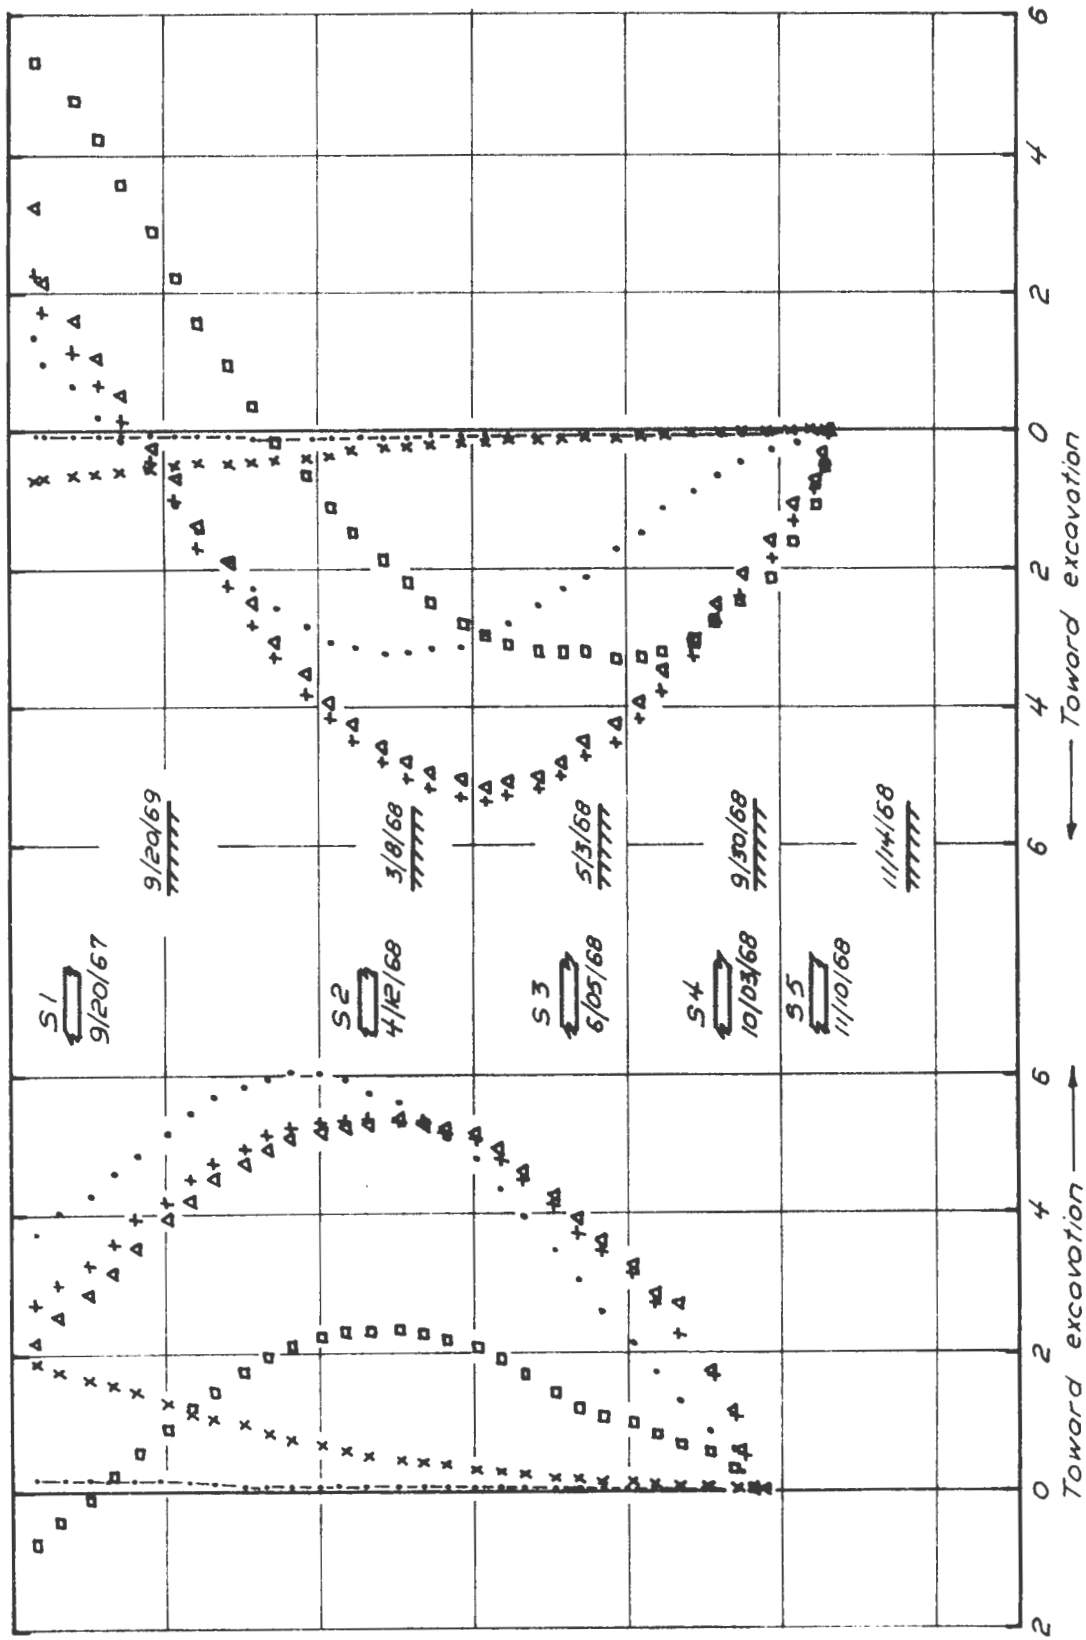 S1
9/20/67
S2
4/12/68
S3
6/05/68
S4
10/03/68
S5
11/10/68
9/20/69
3/8/68
5/3/68
9/30/68
11/14/68
2 0 2 4 6 6 4 2 0 2 4 6
Toward excavation
Toward excavation